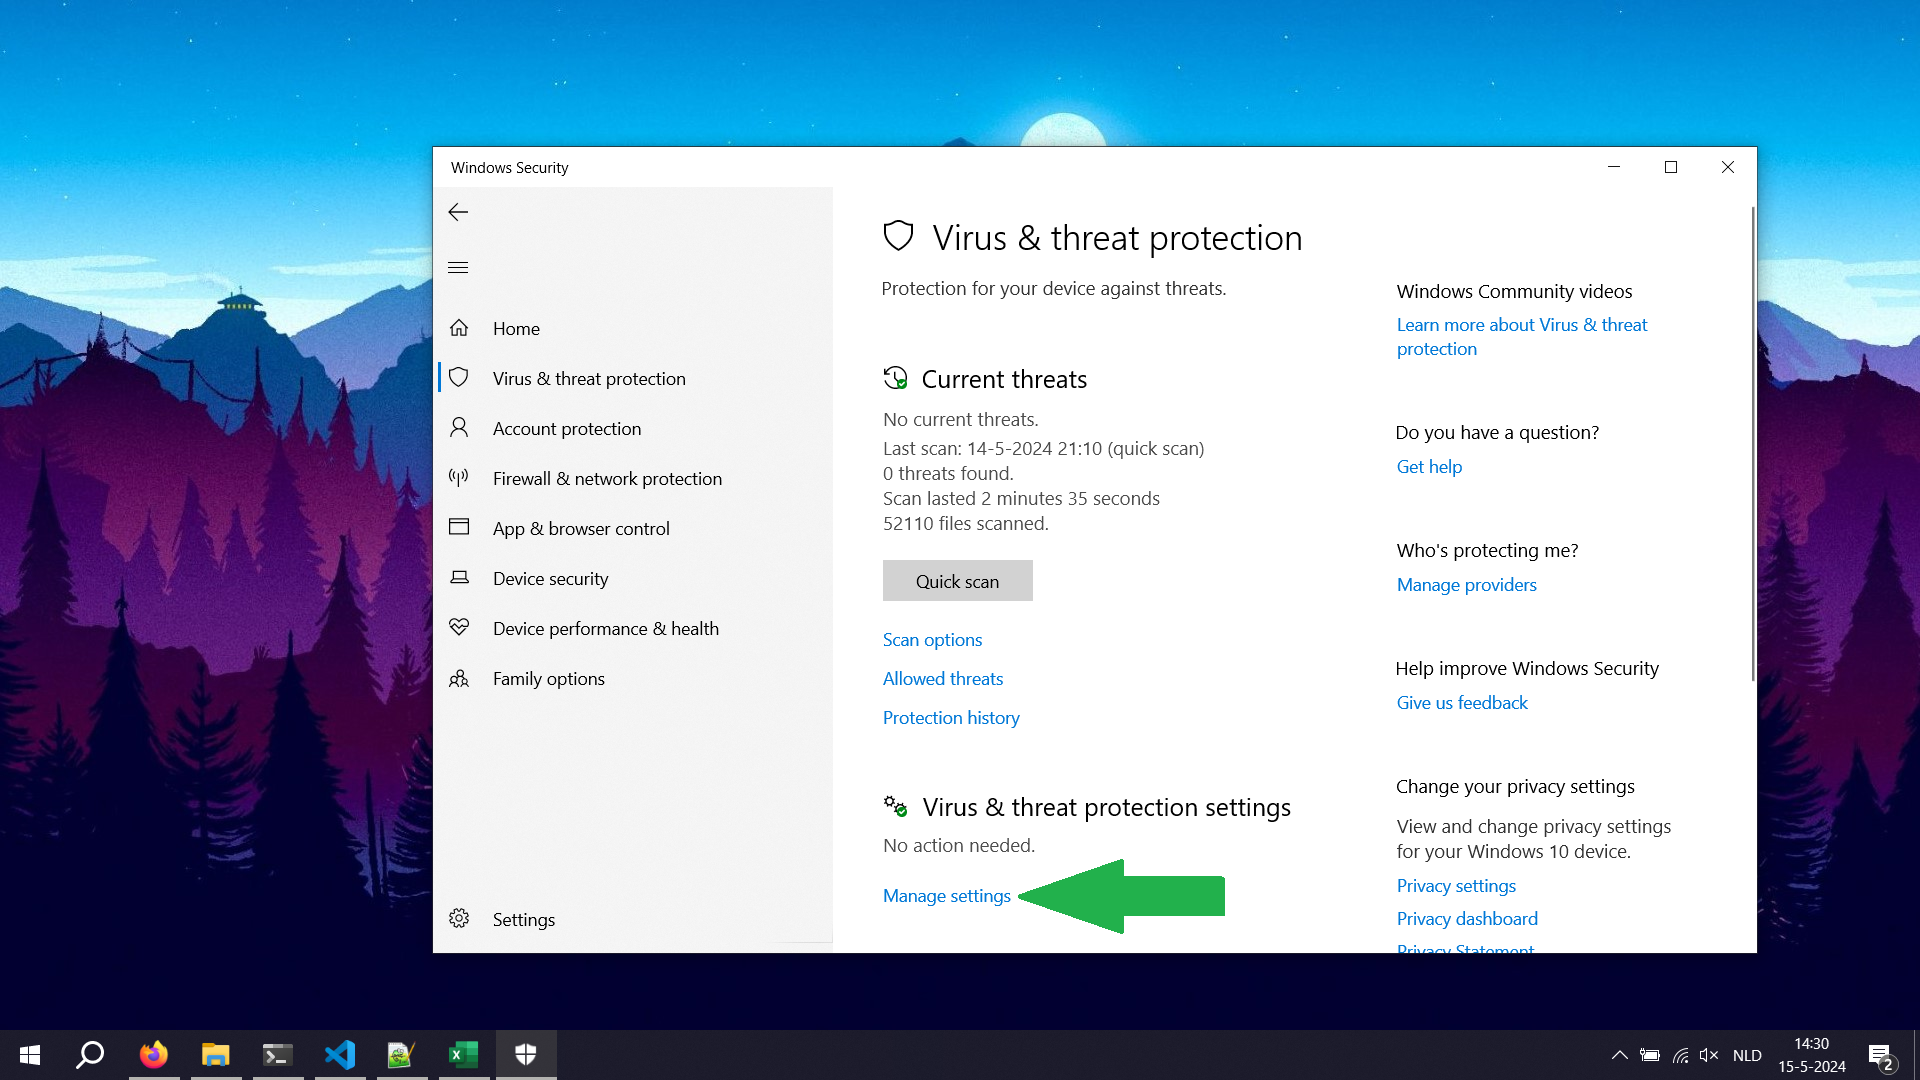 Windows Security
Home
Virus & threat protection
Account protection
Firewall & network protection
App & browser control
Device security
Device performance & health
Family options
Settings
Virus & threat protection
Protection for your device against threats.
Current threats
No current threats.
Last scan: 14-5-2024 21:10 (quick scan)
0 threats found.
Scan lasted 2 minutes 35 seconds
52110 files scanned.
Quick scan
Scan options
Allowed threats
Protection history
Virus & threat protection settings
No action needed.
Manage settings
Windows Community videos
Learn more about Virus & threat
protection
Do you have a question?
Get help
Who's protecting me?
Manage providers
Help improve Windows Security
Give us feedback
Change your privacy settings
View and change privacy settings
for your Windows 10 device.
Privacy settings
Privacy dashboard
Privacy Statement
NLD
14:30
15-5-2024
2